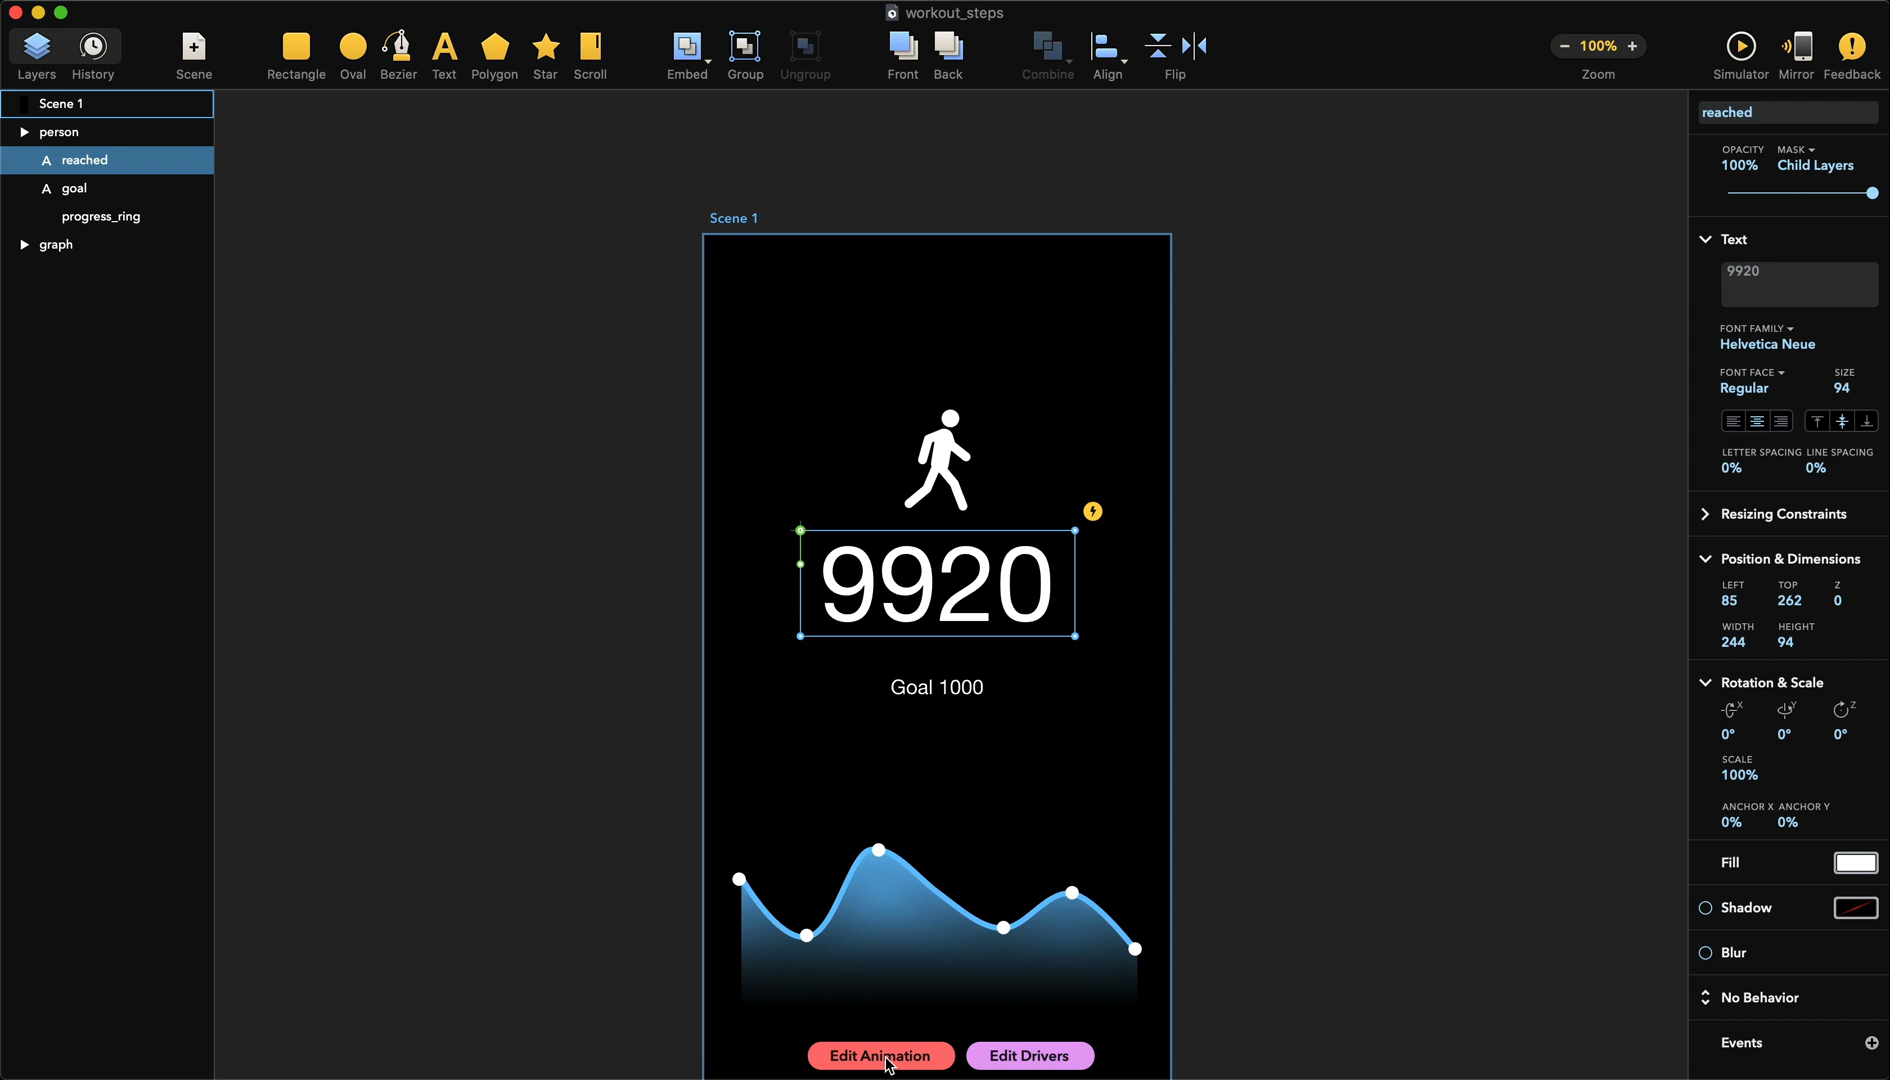 workout_steps
Layers History Scene Rectangle Oval Bezier Text Polygon Star Scroll Embed Group Ungroup Front Back Combine Align Flip 100% Zoom Simulator Mirror Feedback
Scene 1
person
A reached
A goal
progress_ring
graph
Scene 1
9920
Goal 1000
Edit Animation Edit Drivers
reached
OPACITY MASK
100% Child Layers
Text
9920
FONT FAMILY
Helvetica Neue
FONT FACE SIZE
Regular 94
LETTER SPACING LINE SPACING
0% 0%
Resizing Constraints
Position & Dimensions
LEFT TOP Z
85 262 0
WIDTH HEIGHT
244 94
Rotation & Scale
X Y Z
0° 0° 0°
SCALE
100%
ANCHOR X ANCHOR Y
0% 0%
Fill
Shadow
Blur
No Behavior
Events